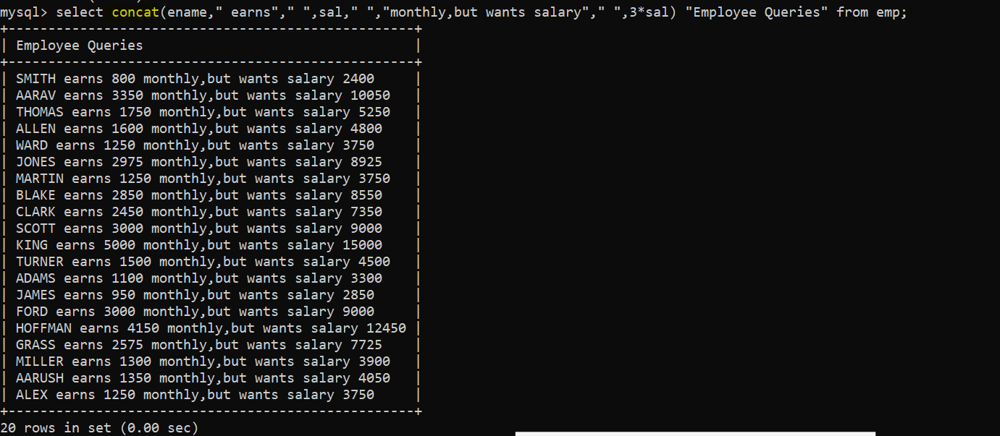 mysql> select concat(ename," earns"," ",sal," ","monthly,but wants salary"," ",3*sal) "Employee Queries" from emp;
+---------------------------------------------------+
| Employee Queries                                  |
+---------------------------------------------------+
| SMITH earns 800 monthly,but wants salary 2400     |
| AARAV earns 3350 monthly,but wants salary 10050   |
| THOMAS earns 1750 monthly,but wants salary 5250   |
| ALLEN earns 1600 monthly,but wants salary 4800    |
| WARD earns 1250 monthly,but wants salary 3750     |
| JONES earns 2975 monthly,but wants salary 8925    |
| MARTIN earns 1250 monthly,but wants salary 3750   |
| BLAKE earns 2850 monthly,but wants salary 8550    |
| CLARK earns 2450 monthly,but wants salary 7350    |
| SCOTT earns 3000 monthly,but wants salary 9000    |
| KING earns 5000 monthly,but wants salary 15000    |
| TURNER earns 1500 monthly,but wants salary 4500   |
| ADAMS earns 1100 monthly,but wants salary 3300    |
| JAMES earns 950 monthly,but wants salary 2850     |
| FORD earns 3000 monthly,but wants salary 9000     |
| HOFFMAN earns 4150 monthly,but wants salary 12450 |
| GRASS earns 2575 monthly,but wants salary 7725    |
| MILLER earns 1300 monthly,but wants salary 3900   |
| AARUSH earns 1350 monthly,but wants salary 4050   |
| ALEX earns 1250 monthly,but wants salary 3750     |
+---------------------------------------------------+
20 rows in set (0.00 sec)